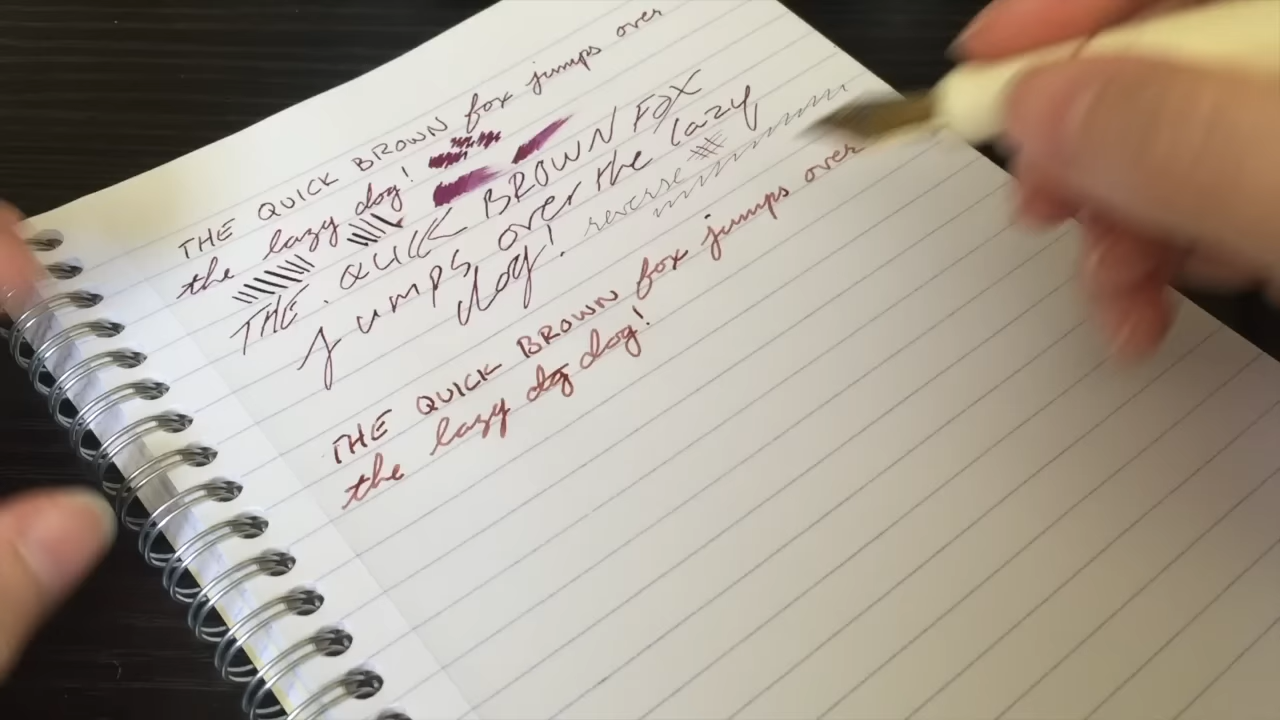 THE QUICK BROWN fox jumps over
the lazy dog!
THE. QUICK BROWN FOX
jumps over the lazy
dog! reverse
THE QUICK BROWN fox jumps over
the lazy dg dog!